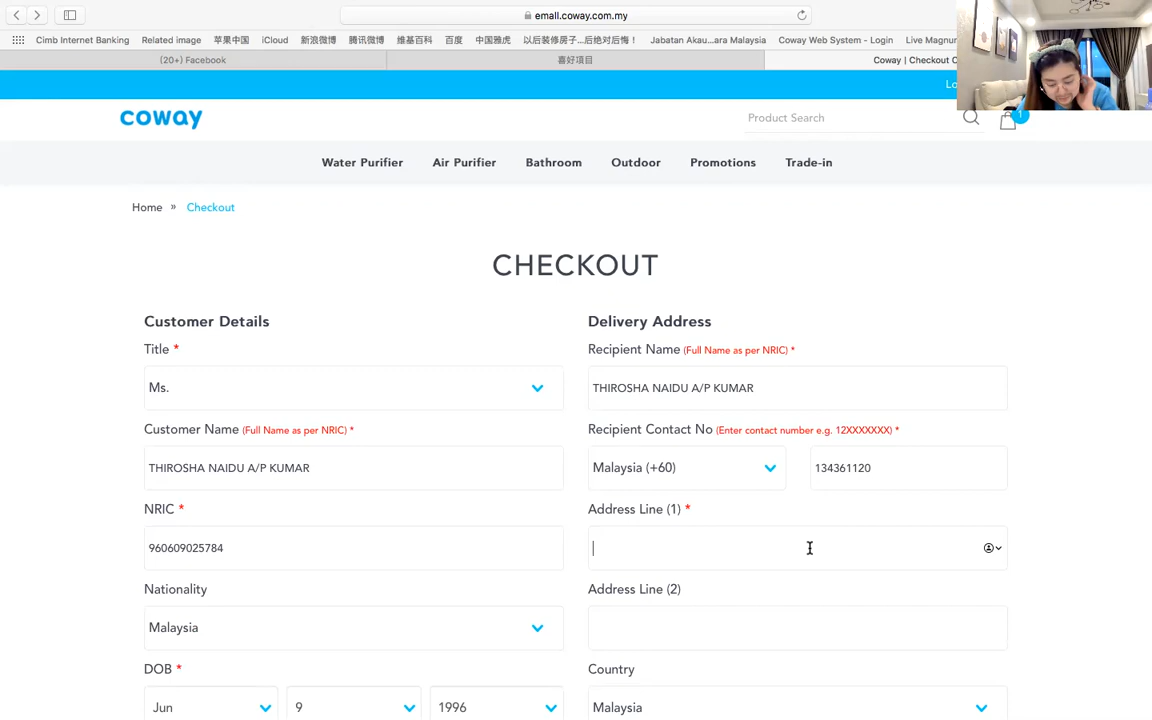 emall.coway.com.my
Cimb Internet Banking Related image 苹果中国 iCloud 新浪微博 腾讯微博 维基百科 百度 中国雅虎 以后装修房子...后绝对后悔！ Jabatan Akau...ara Malaysia Coway Web System - Login Live Magnu
(20+) Facebook 喜好項目 Coway | Checkout C
Lo
coway Product Search 1
Water Purifier Air Purifier Bathroom Outdoor Promotions Trade-in
Home » Checkout
CHECKOUT
Customer Details
Title *
Ms.
Customer Name (Full Name as per NRIC) *
THIROSHA NAIDU A/P KUMAR
NRIC *
960609025784
Nationality
Malaysia
DOB *
Jun 9 1996
Delivery Address
Recipient Name (Full Name as per NRIC) *
THIROSHA NAIDU A/P KUMAR
Recipient Contact No (Enter contact number e.g. 12XXXXXXX) *
Malaysia (+60) 134361120
Address Line (1) *
Address Line (2)
Country
Malaysia